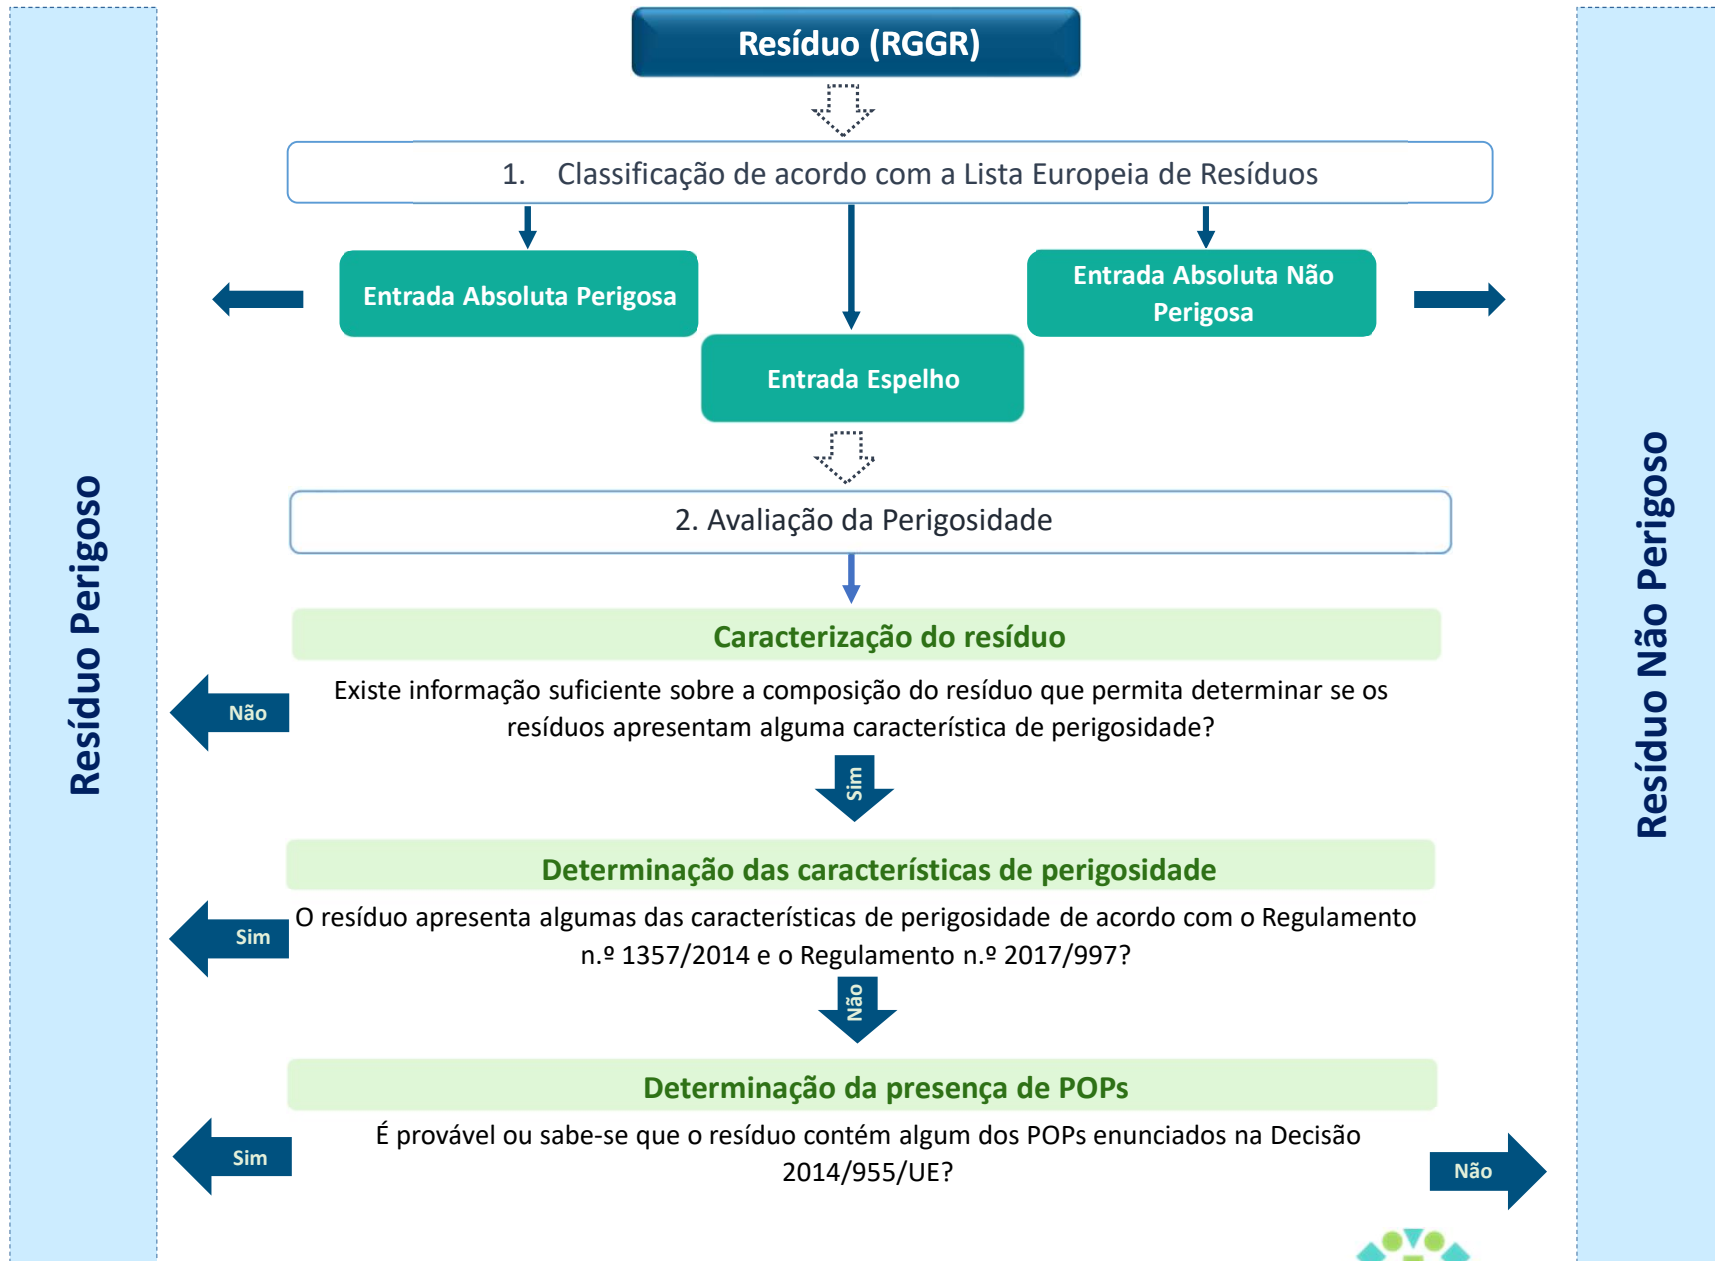 Resíduo (RGGR)
1. Classificação de acordo com a Lista Europeia de Resíduos
Entrada Absoluta Perigosa
Entrada Absoluta Não
Perigosa
Entrada Espelho
2. Avaliação da Perigosidade
Caracterização do resíduo
Existe informação suficiente sobre a composição do resíduo que permita determinar se os
resíduos apresentam alguma característica de perigosidade?
Não
Sim
Determinação das características de perigosidade
O resíduo apresenta algumas das características de perigosidade de acordo com o Regulamento
n.º 1357/2014 e o Regulamento n.º 2017/997?
Sim
Não
Determinação da presença de POPs
É provável ou sabe-se que o resíduo contém algum dos POPs enunciados na Decisão
2014/955/UE?
Sim
Não
Resíduo Perigoso
Resíduo Não Perigoso